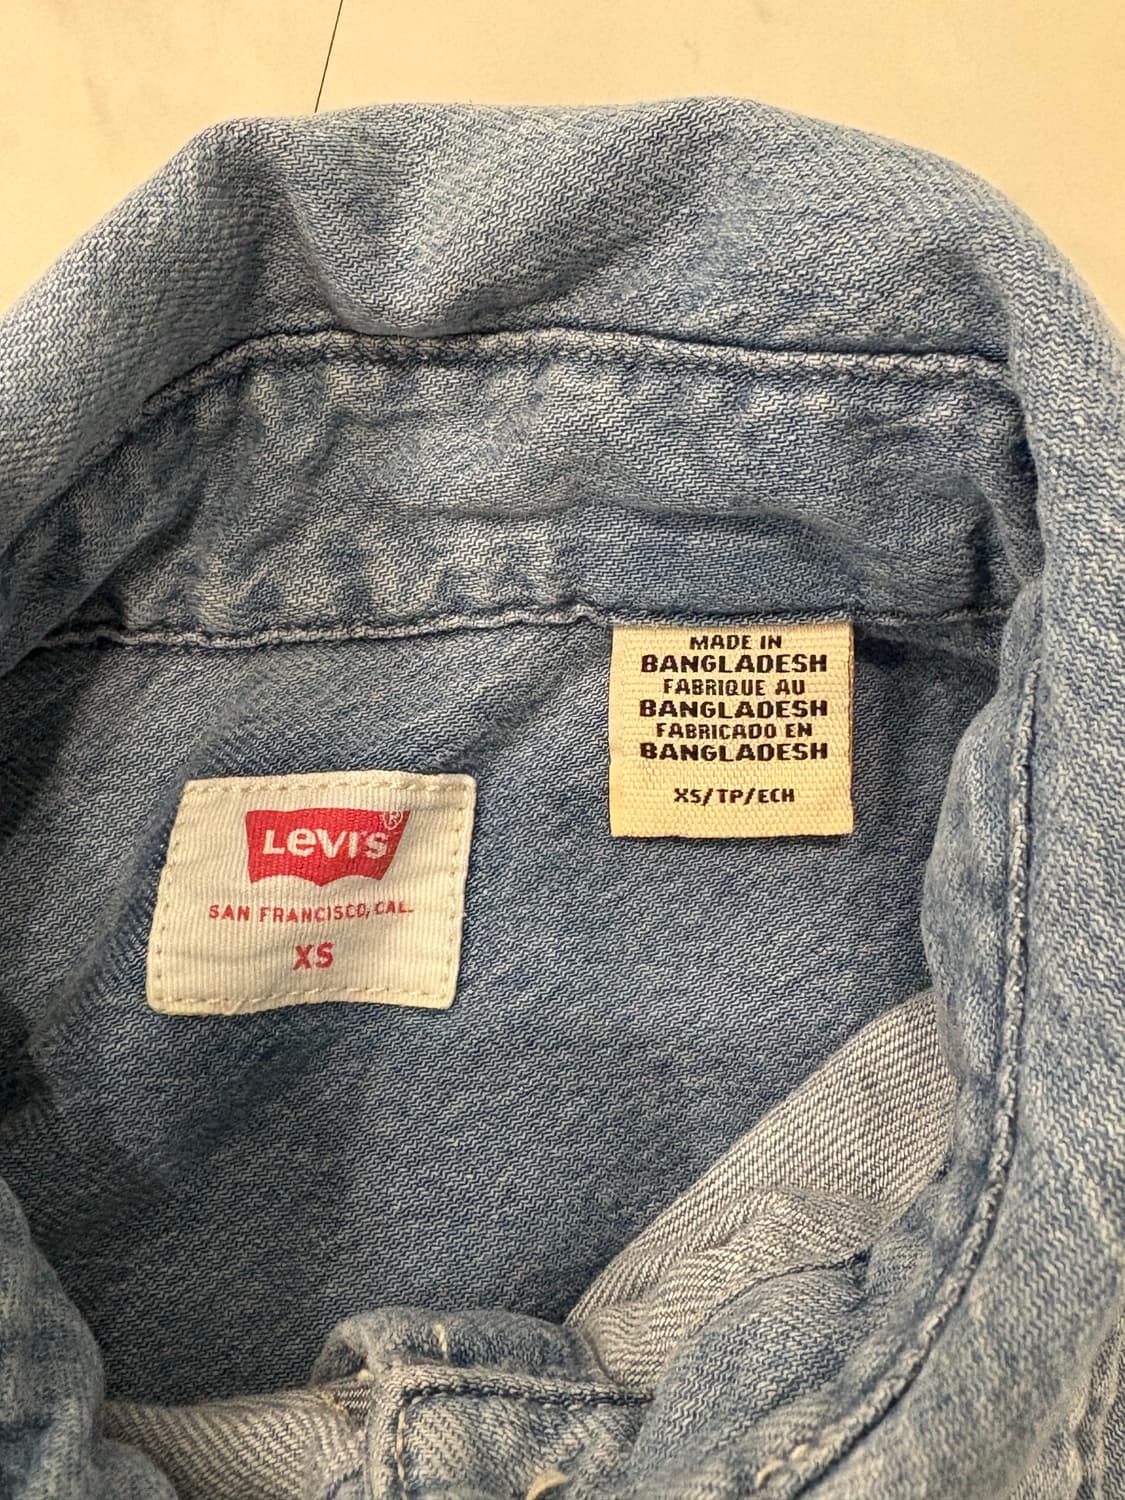 MADE IN
BANGLADESH
FABRIQUE AU
BANGLADESH
FABRICADO EN
BANGLADESH
XS/TP/ECH
Levi's®
SAN FRANCISCO, CAL.
XS